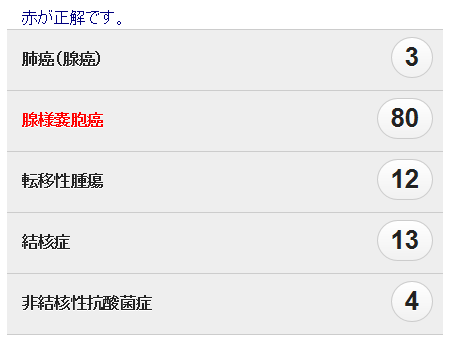 赤が正解です。
肺癌(腺癌)
3
腺様嚢胞癌
80
転移性腫瘍
12
結核症
13
非結核性抗酸菌症
4